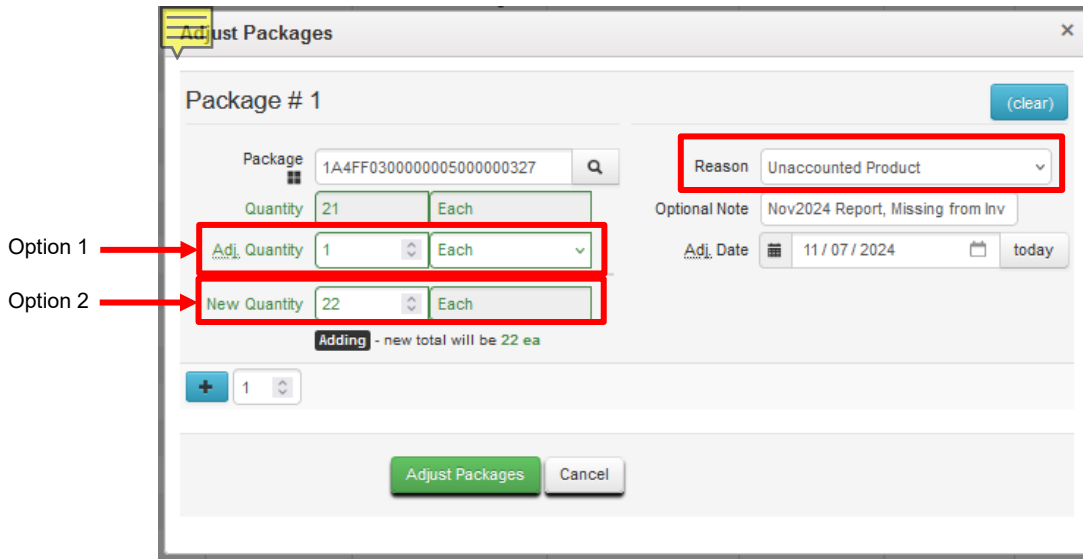 Adjust Packages ×
Package # 1 (clear)
Package 1A4FF0300000005000000327
Reason Unaccounted Product
Quantity 21 Each
Optional Note Nov2024 Report, Missing from Inv
Option 1
Adj. Quantity 1 Each
Adj. Date 11 / 07 / 2024 today
Option 2
New Quantity 22 Each
Adding - new total will be 22 ea
+ 1
Adjust Packages Cancel